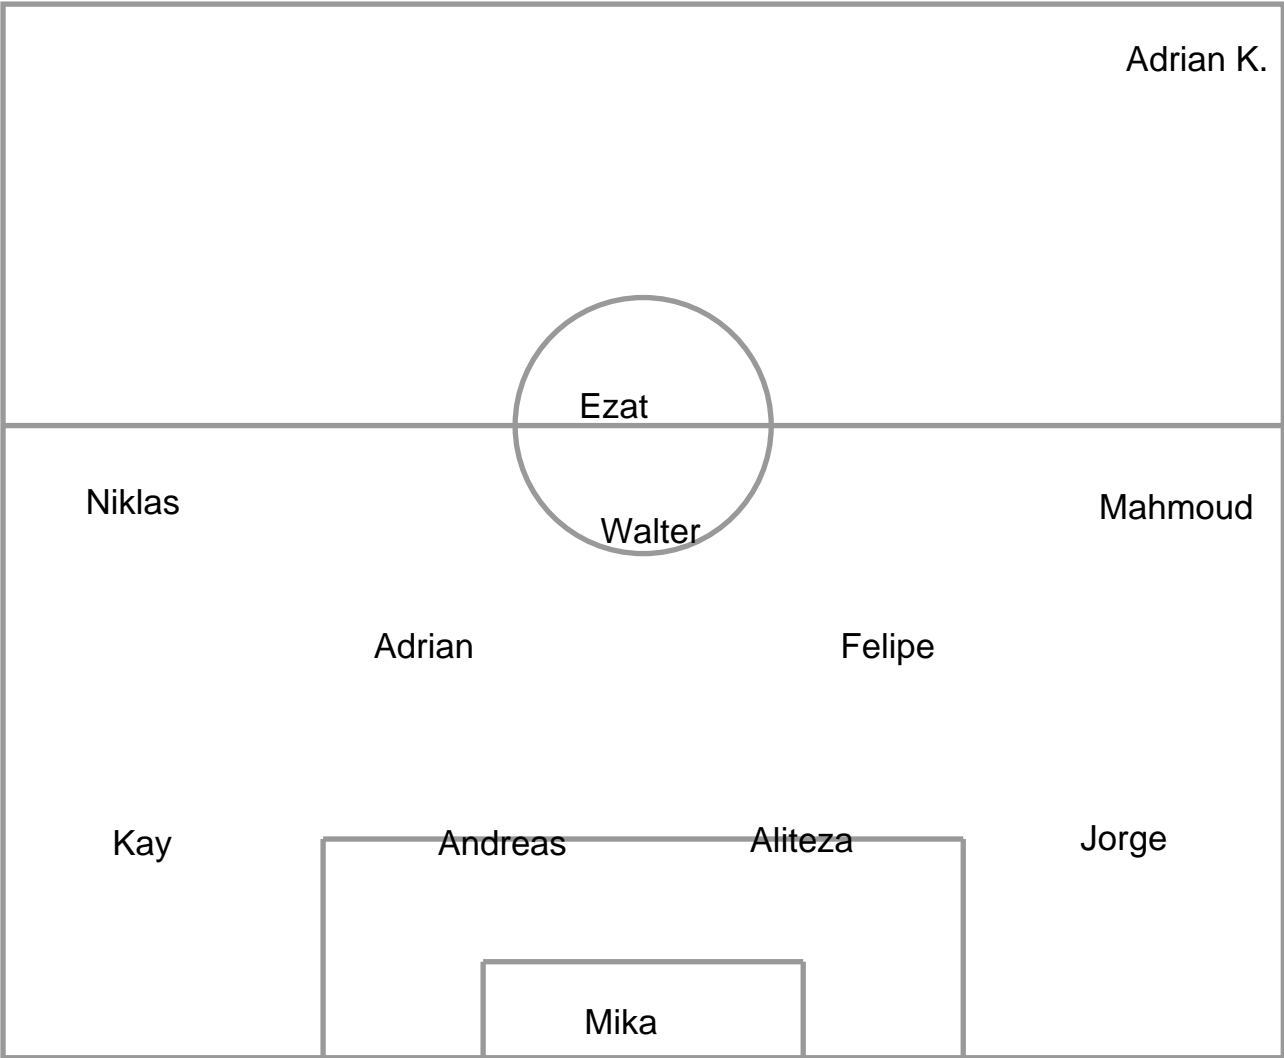 Adrian K.
Ezat
Niklas
Mahmoud
Walter
Adrian
Felipe
Kay
Andreas
Aliteza
Jorge
Mika